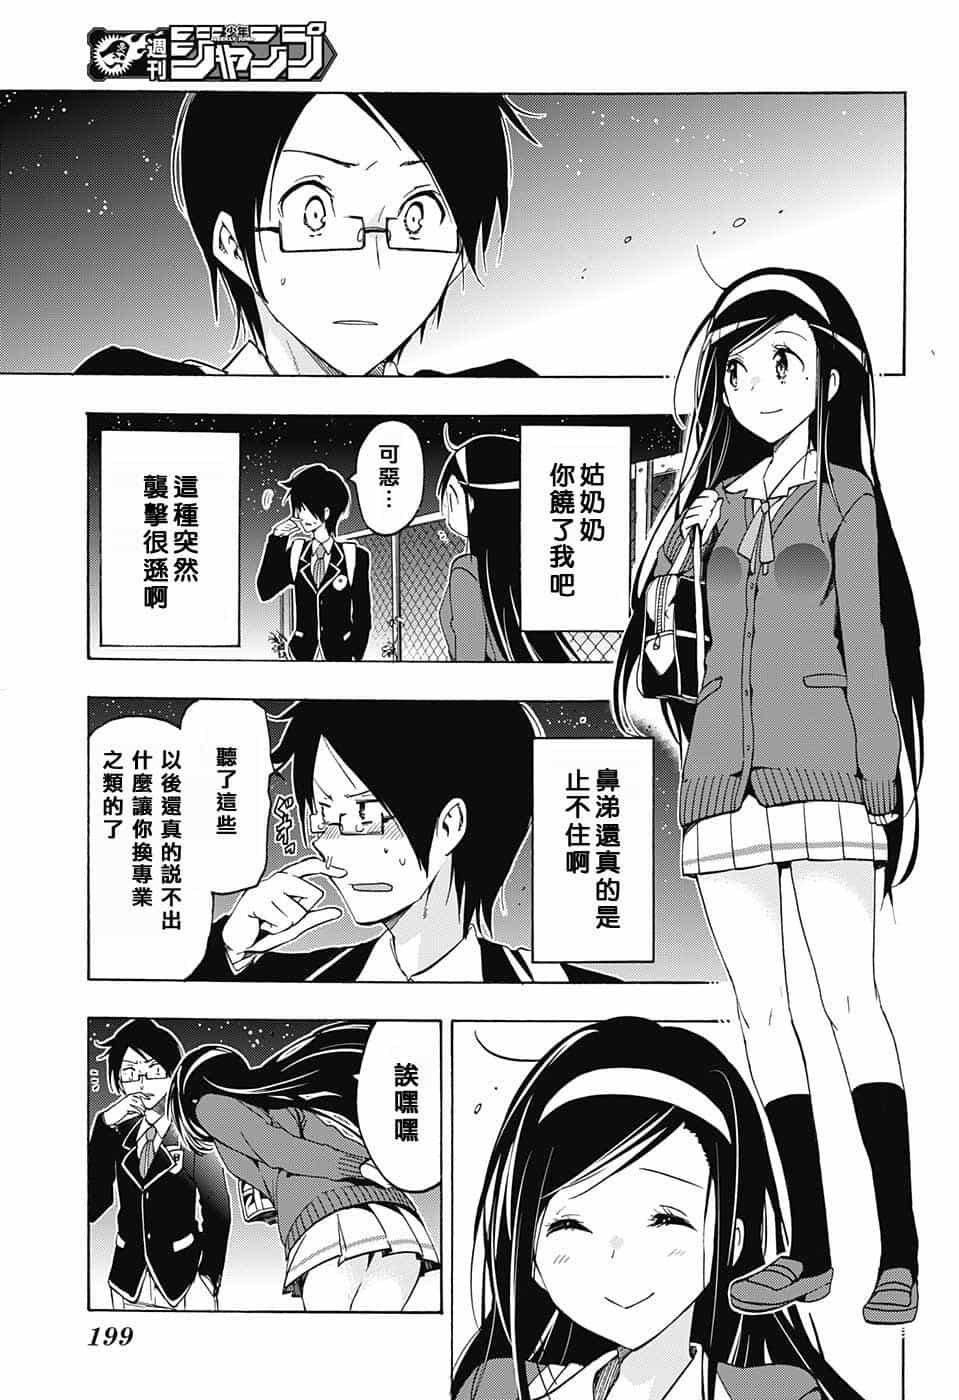 週刊
少年
ジャンプ
姑奶奶
你饒了我吧
可惡…
這種突然
襲擊很遜啊
鼻涕還真的是
止不住啊
聽了這些
以後還真的説不出
什麼讓你換專業
之類的了
誒嘿嘿
199